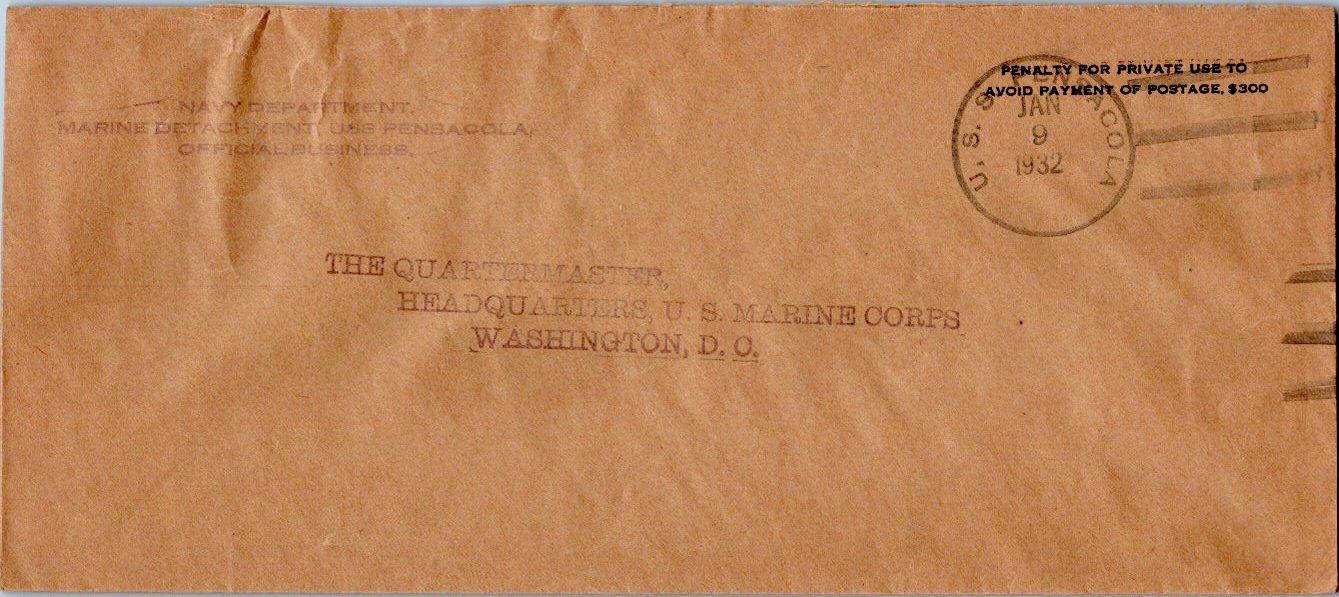 NAVY DEPARTMENT.
MARINE DETACHMENT, USS PENSACOLA,
OFFICIAL BUSINESS.
PENALTY FOR PRIVATE USE TO
AVOID PAYMENT OF POSTAGE, $300
U. S. S. PENSACOLA
JAN
9
1932
THE QUARTERMASTER,
HEADQUARTERS, U. S. MARINE CORPS
WASHINGTON, D. C.